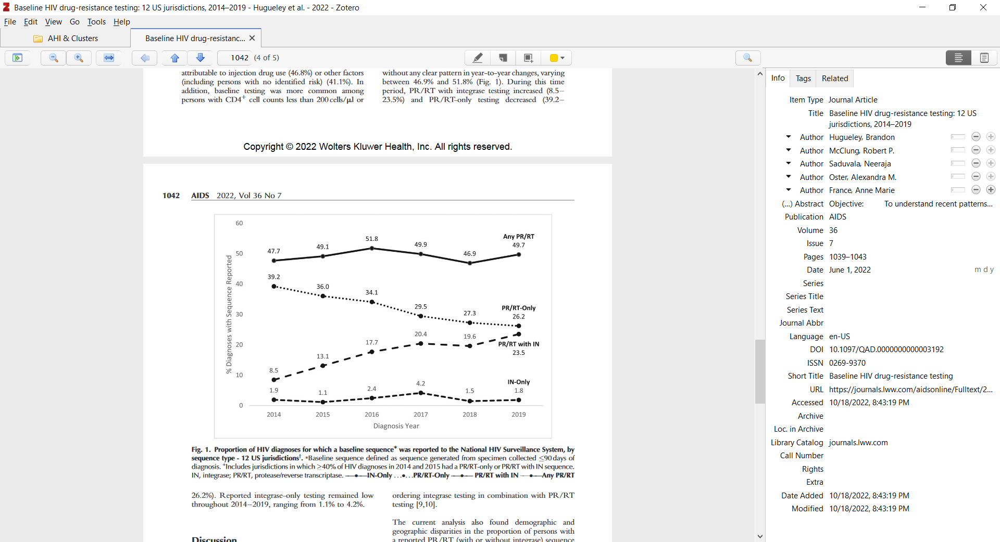 Baseline HIV drug-resistance testing: 12 US jurisdictions, 2014–2019 - Hugueley et al. - 2022 - Zotero
File Edit View Go Tools Help
AHI & Clusters
Baseline HIV drug-resistanc...
1042 (4 of 5)
attributable to injection drug use (46.8%) or other factors
(including persons with no identified risk) (41.1%). In
addition, baseline testing was more common among
persons with CD4+ cell counts less than 200 cells/μl or
without any clear pattern in year-to-year changes, varying
between 46.9% and 51.8% (Fig. 1). During this time
period, PR/RT with integrase testing increased (8.5–
23.5%) and PR/RT-only testing decreased (39.2–
Copyright © 2022 Wolters Kluwer Health, Inc. All rights reserved.
1042 AIDS 2022, Vol 36 No 7
% Diagnoses with Sequence Reported
60
50
40
30
20
10
0
47.7
49.1
51.8
49.9
46.9
Any PR/RT
49.7
39.2
36.0
34.1
29.5
27.3
PR/RT-Only
26.2
8.5
13.1
17.7
20.4
19.6
PR/RT with IN
23.5
1.9
1.1
2.4
4.2
1.5
IN-Only
1.8
2014 2015 2016 2017 2018 2019
Diagnosis Year
Fig. 1. Proportion of HIV diagnoses for which a baseline sequence* was reported to the National HIV Surveillance System, by
sequence type - 12 US jurisdictions†. *Baseline sequence defined as sequence generated from specimen collected ≤90 days of
diagnosis. +Includes jurisdictions in which ≥40% of HIV diagnoses in 2014 and 2015 had a PR/RT-only or PR/RT with IN sequence.
IN, integrase; PR/RT, protease/reverse transcriptase. —●—IN-Only ...●...PR/RT-Only —●— PR/RT with IN —●—Any PR/RT
26.2%). Reported integrase-only testing remained low
throughout 2014–2019, ranging from 1.1% to 4.2%.
Discussion
ordering integrase testing in combination with PR/RT
testing [9,10].
The current analysis also found demographic and
geographic disparities in the proportion of persons with
a reported PR/RT (with or without integrase) sequence
Info Tags Related
Item Type Journal Article
Title Baseline HIV drug-resistance testing: 12 US
jurisdictions, 2014–2019
Author Hugueley, Brandon
Author McClung, Robert P.
Author Saduvala, Neeraja
Author Oster, Alexandra M.
Author France, Anne Marie
(...) Abstract Objective: To understand recent patterns...
Publication AIDS
Volume 36
Issue 7
Pages 1039–1043
Date June 1, 2022 m d y
Series
Series Title
Series Text
Journal Abbr
Language en-US
DOI 10.1097/QAD.0000000000003192
ISSN 0269-9370
Short Title Baseline HIV drug-resistance testing
URL https://journals.lww.com/aidsonline/Fulltext/2...
Accessed 10/18/2022, 8:43:19 PM
Archive
Loc. in Archive
Library Catalog journals.lww.com
Call Number
Rights
Extra
Date Added 10/18/2022, 8:43:19 PM
Modified 10/18/2022, 8:43:19 PM